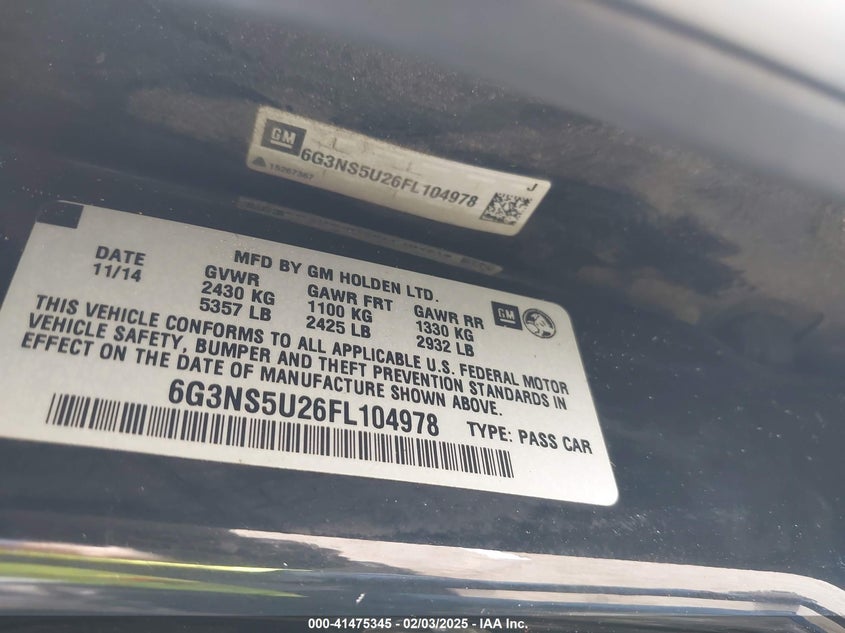 GM
6G3NS5U26FL104978
J
15267367
DATE
11/14
MFD BY GM HOLDEN LTD.
GVWR
2430 KG
5357 LB
GAWR FRT
1100 KG
2425 LB
GAWR RR
1330 KG
2932 LB
GM
THIS VEHICLE CONFORMS TO ALL APPLICABLE U.S. FEDERAL MOTOR
VEHICLE SAFETY, BUMPER AND THEFT PREVENTION STANDARDS IN
EFFECT ON THE DATE OF MANUFACTURE SHOWN ABOVE.
6G3NS5U26FL104978
TYPE: PASS CAR
000-41475345 - 02/03/2025 - IAA Inc.